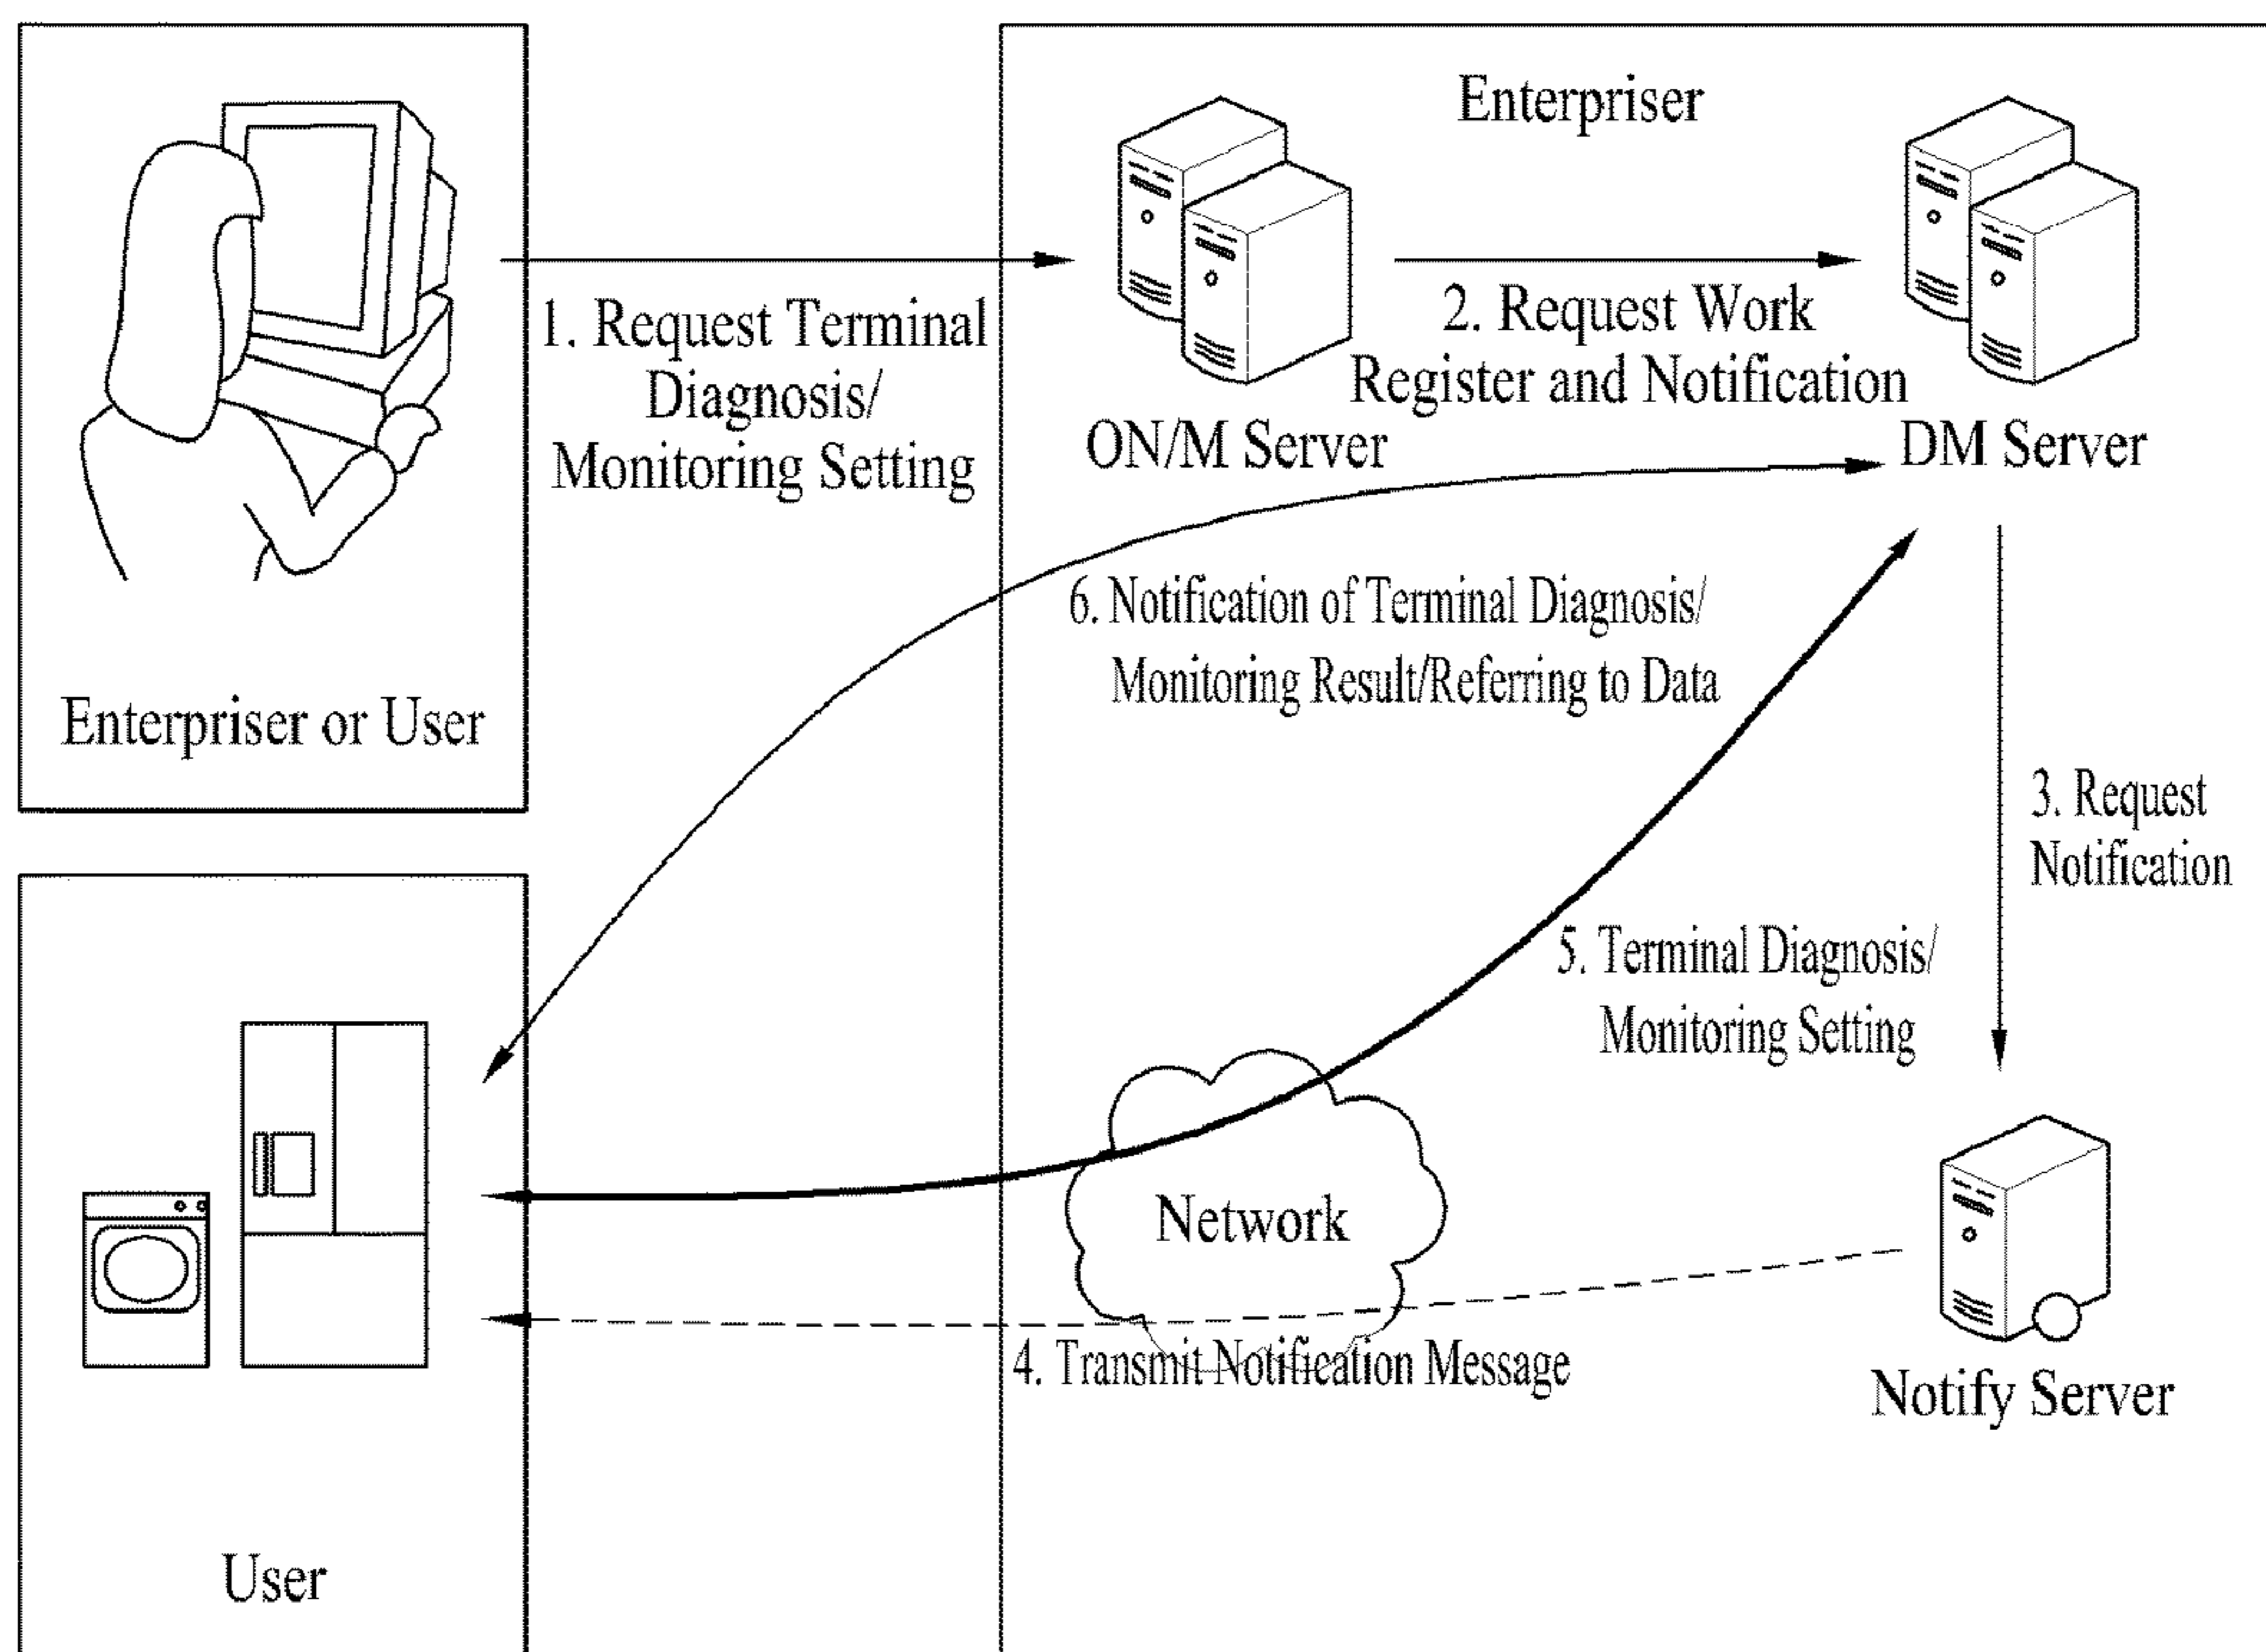 Enterpriser
1. Request Terminal
Diagnosis/
Monitoring Setting
2. Request Work
Register and Notification
ON/M Server
DM Server
6. Notification of Terminal Diagnosis/
Monitoring Result/Referring to Data
Enterpriser or User
3. Request
Notification
5. Terminal Diagnosis/
Monitoring Setting
Network
4. Transmit Notification Message
Notify Server
User